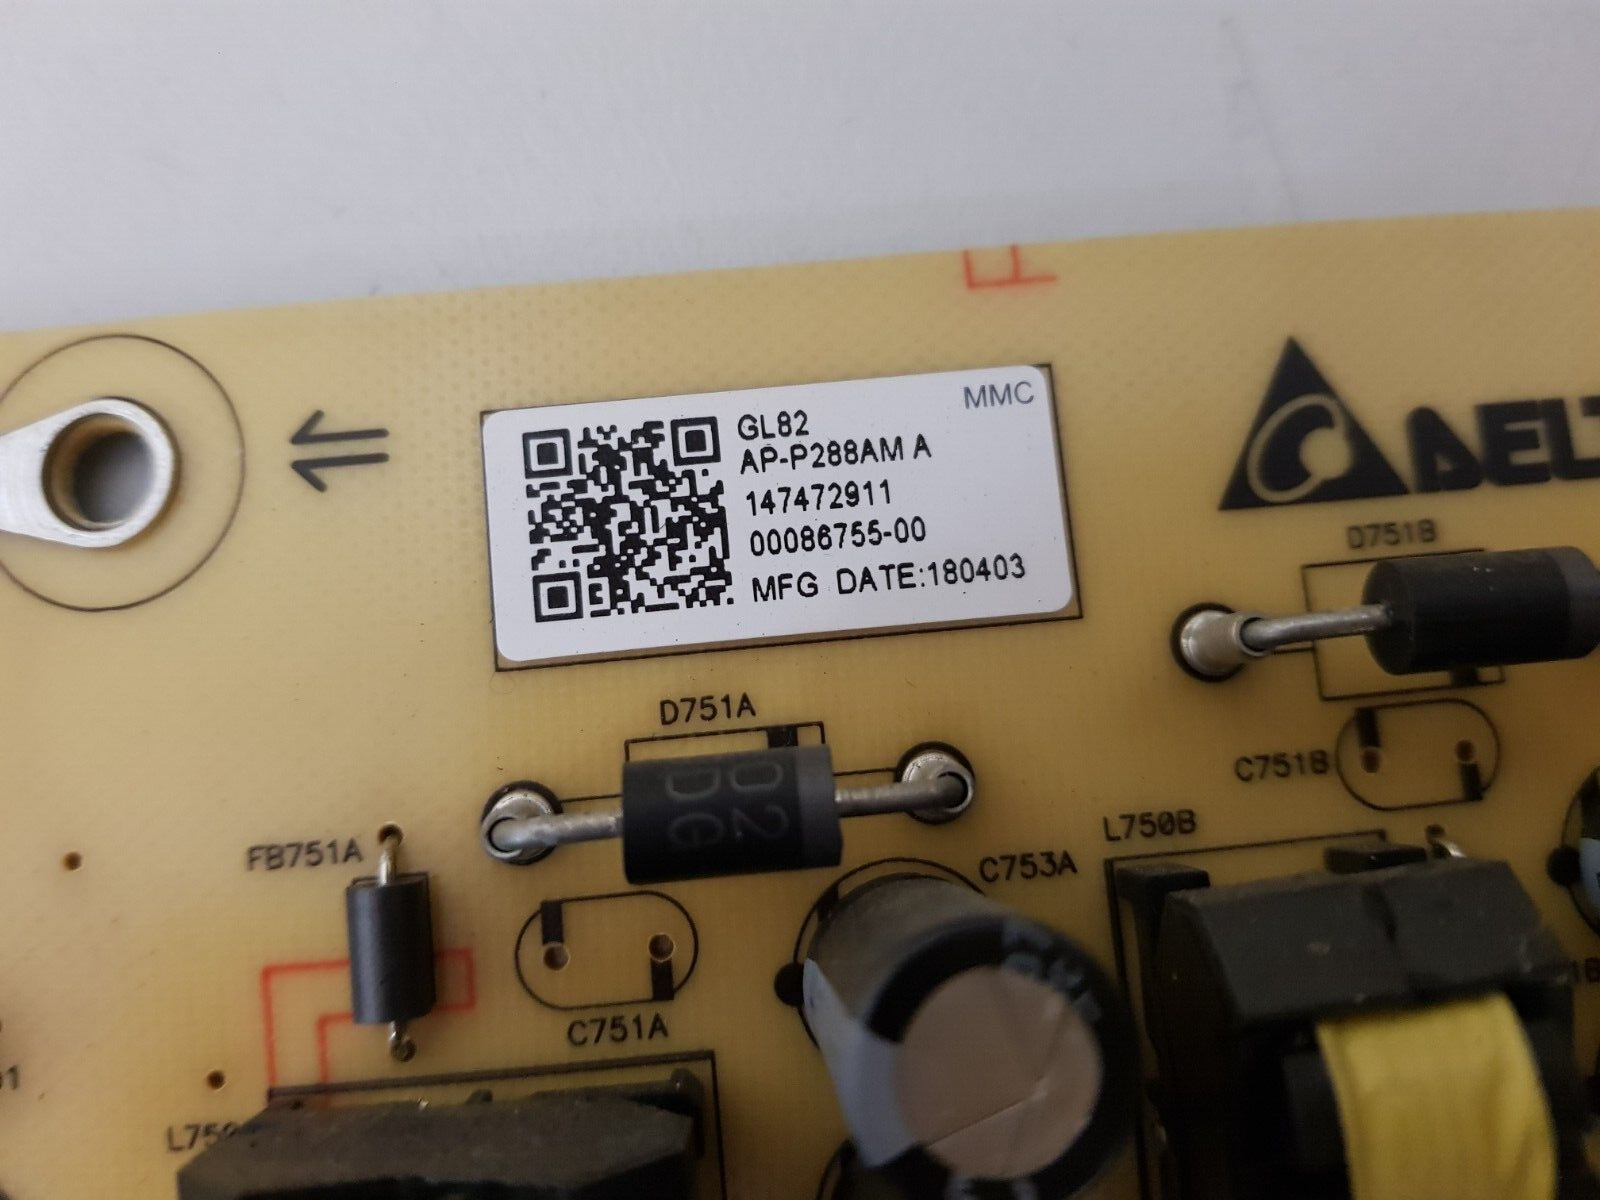 MMC
GL82
AP-P288AM A
147472911
00086755-00
MFG DATE:180403
D751B
D751A
C751B
L750B
FB751A
C753A
C751A